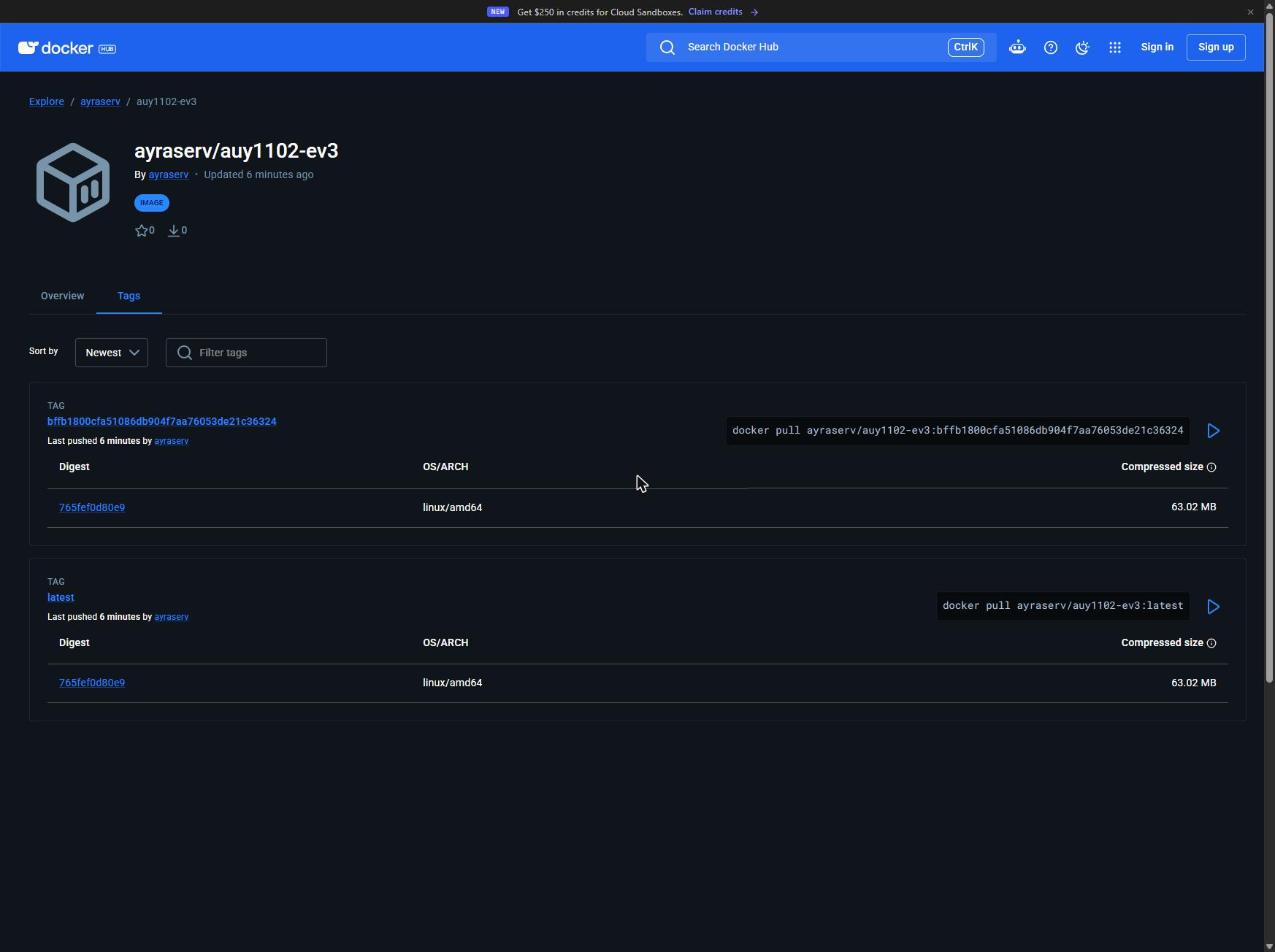 NEW Get $250 in credits for Cloud Sandboxes. Claim credits →
docker HUB Search Docker Hub CtrlK Sign in Sign up
Explore / ayraserv / auy1102-ev3
ayraserv/auy1102-ev3
By ayraserv • Updated 6 minutes ago
IMAGE
0 0
Overview Tags
Sort by Newest Filter tags
TAG
bffb1800cfa51086db904f7aa76053de21c36324
docker pull ayraserv/auy1102-ev3:bffb1800cfa51086db904f7aa76053de21c36324
Last pushed 6 minutes by ayraserv
Digest OS/ARCH Compressed size
765fef0d80e9 linux/amd64 63.02 MB
TAG
latest
docker pull ayraserv/auy1102-ev3:latest
Last pushed 6 minutes by ayraserv
Digest OS/ARCH Compressed size
765fef0d80e9 linux/amd64 63.02 MB